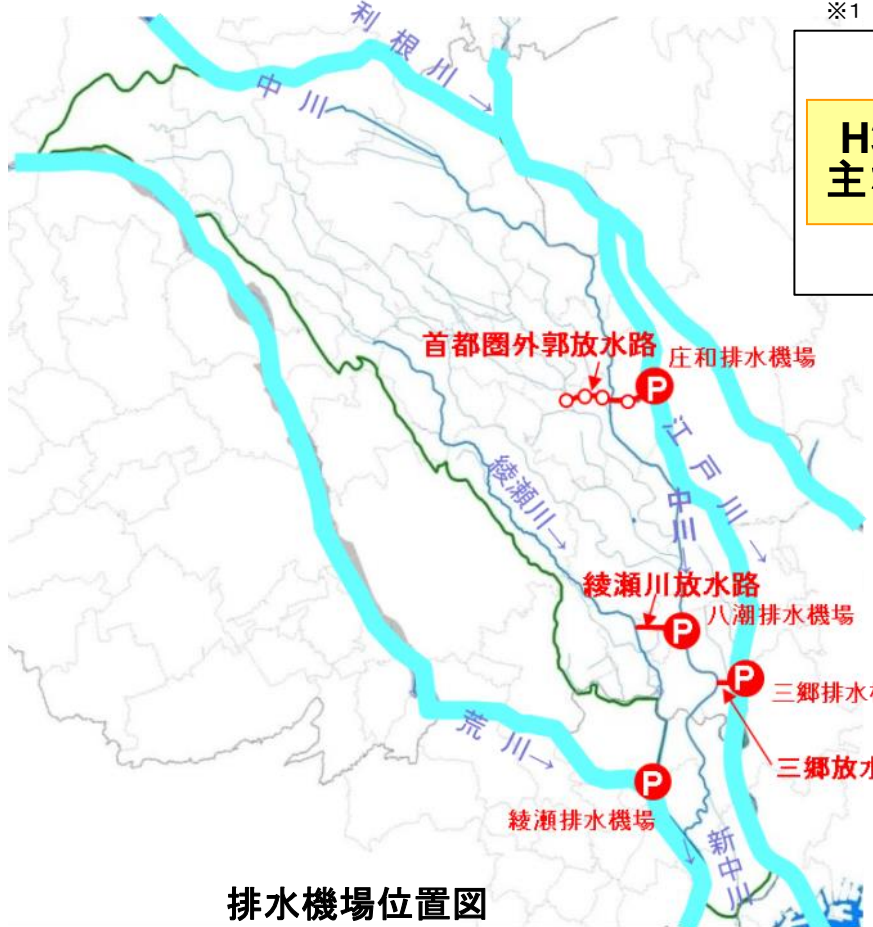 ※1
利根川→
中川
首都圏外郭放水路
庄和排水機場
江戸川→
中川→
綾瀬川→
綾瀬川放水路
八潮排水機場
三郷排水
三郷放水
荒川→
綾瀬排水機場
→
新中川
排水機場位置図
H
主
P
P
P
P